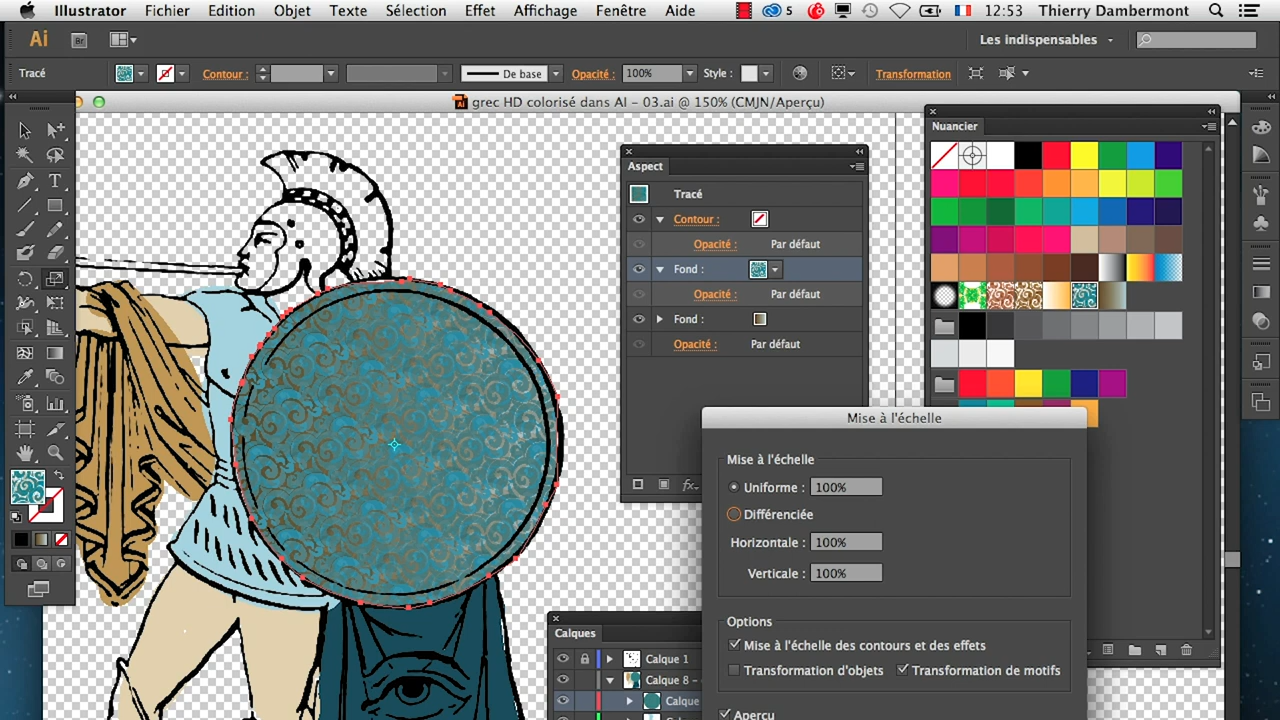 Illustrator Fichier Edition Objet Texte Sélection Effet Affichage Fenêtre Aide 5 12:53 Thierry Dambermont
Ai Br Les indispensables
Tracé Contour : De base Opacité : 100% Style : Transformation
grec HD colorisé dans AI - 03.ai @ 150% (CMJN/Aperçu)
Nuancier
Aspect
Tracé
Contour :
Opacité : Par défaut
Fond :
Opacité : Par défaut
Fond :
Opacité : Par défaut
fx
Mise à l'échelle
Mise à l'échelle
Uniforme : 100%
Différenciée
Horizontale : 100%
Verticale : 100%
Options
Mise à l'échelle des contours et des effets
Transformation d'objets Transformation de motifs
Aperçu
Calques
Calque 1
Calque 8 -
Calque